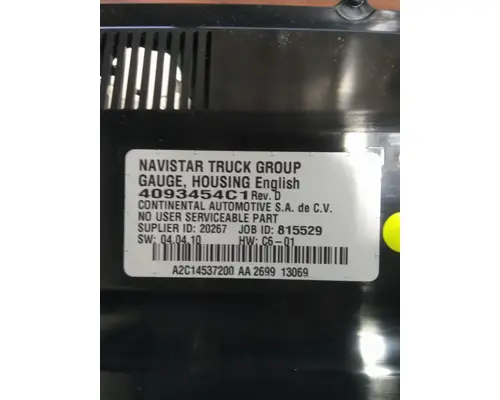 NAVISTAR TRUCK GROUP
GAUGE, HOUSING English
4093454C1 Rev. D
CONTINENTAL AUTOMOTIVE S.A. de C.V.
NO USER SERVICEABLE PART
SUPLIER ID: 20267 JOB ID: 815529
SW: 04.04.10 HW: C6-01
A2C14537200 AA 2699 13069